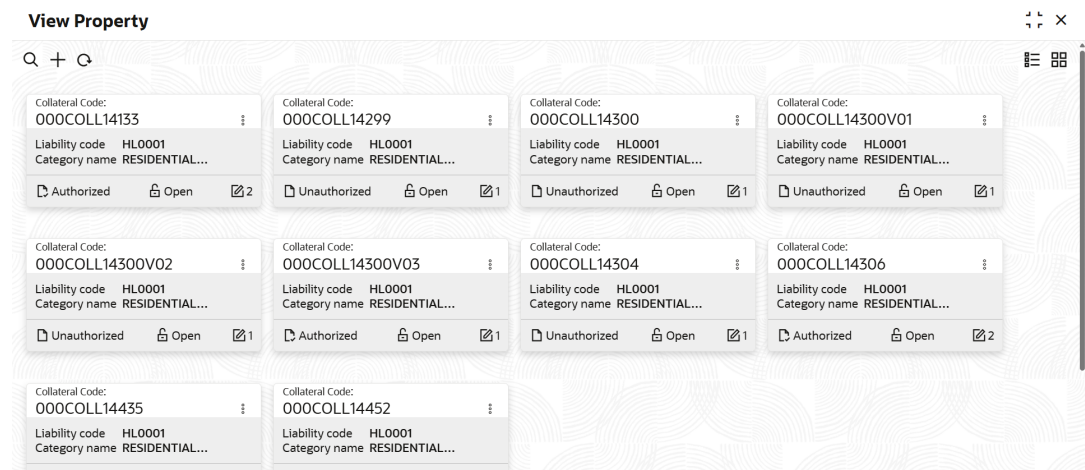 View Property
Collateral Code:
000COLL14133
Liability code HL0001
Category name RESIDENTIAL...
Authorized Open 2
Collateral Code:
000COLL14299
Liability code HL0001
Category name RESIDENTIAL...
Unauthorized Open 1
Collateral Code:
000COLL14300
Liability code HL0001
Category name RESIDENTIAL...
Unauthorized Open 1
Collateral Code:
000COLL14300V01
Liability code HL0001
Category name RESIDENTIAL...
Unauthorized Open 1
Collateral Code:
000COLL14300V02
Liability code HL0001
Category name RESIDENTIAL...
Unauthorized Open 1
Collateral Code:
000COLL14300V03
Liability code HL0001
Category name RESIDENTIAL...
Authorized Open 1
Collateral Code:
000COLL14304
Liability code HL0001
Category name RESIDENTIAL...
Unauthorized Open 1
Collateral Code:
000COLL14306
Liability code HL0001
Category name RESIDENTIAL...
Authorized Open 2
Collateral Code:
000COLL14435
Liability code HL0001
Category name RESIDENTIAL...
Collateral Code:
000COLL14452
Liability code HL0001
Category name RESIDENTIAL...